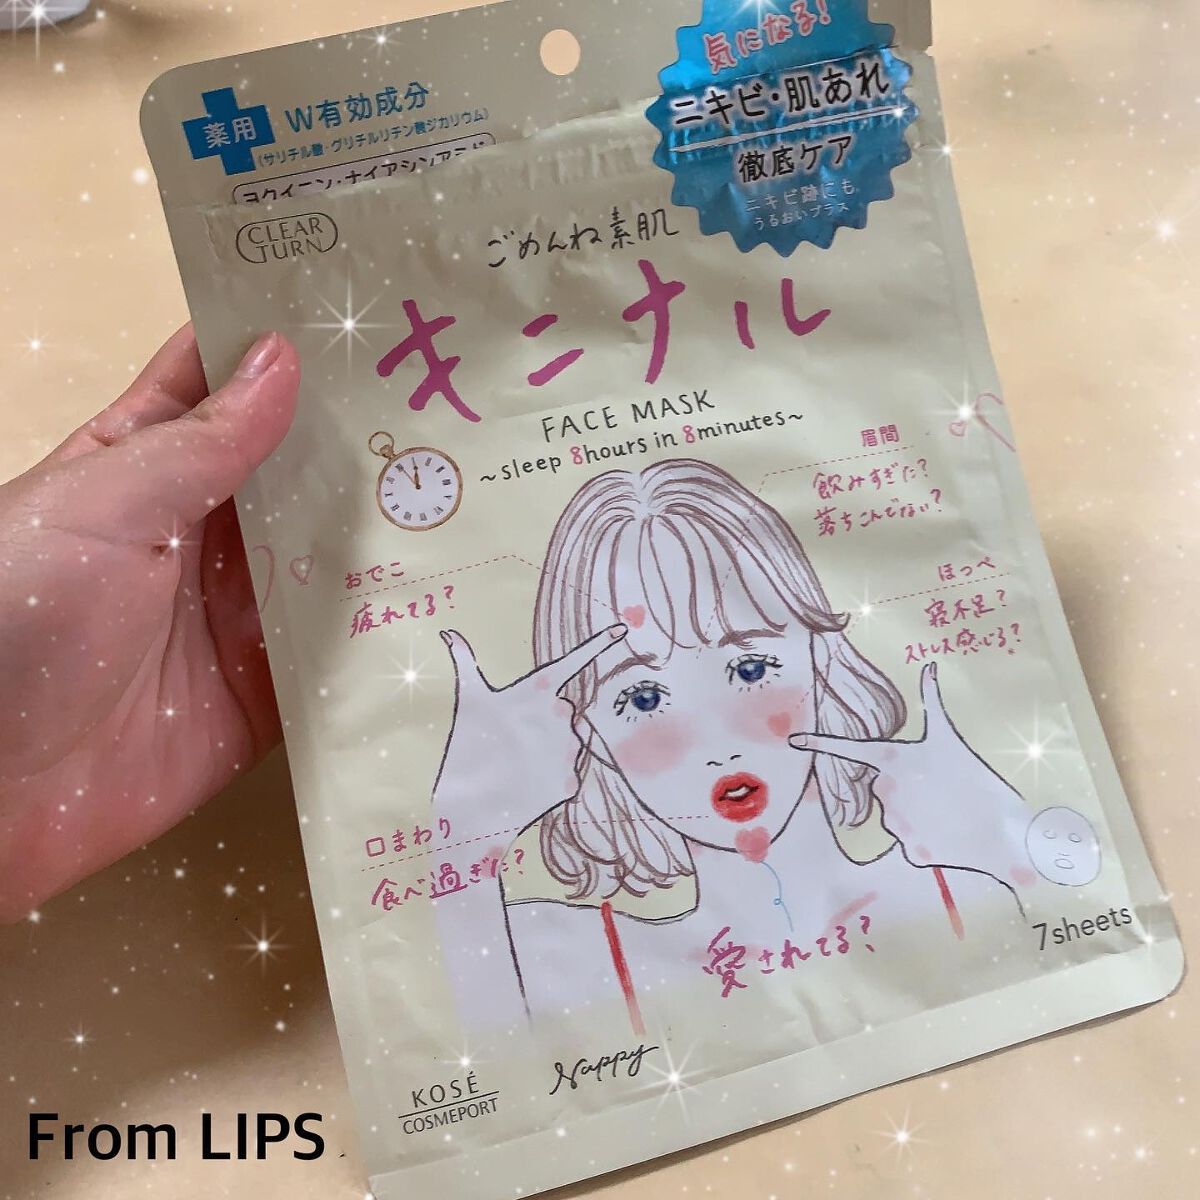 気になる!
ニキビ・肌あれ
徹底ケア
ニキビ跡にも
うるおいプラス
薬用
W有効成分
(サリチル酸・グリチルリチン酸ジカリウム)
ヨクイニン・ナイアシンアミド
CLEAR
TURN
ごめんね素肌
キニナル
FACE MASK
~sleep 8hours in 8minutes~
眉間
飲みすぎた?
落ちこんでない?
おでこ
疲れてる?
ほっぺ
寝不足?
ストレス感じる?
口まわり
食べ過ぎた?
愛されてる?
7sheets
Nappy
KOSÉ
COSMEPORT
From LIPS